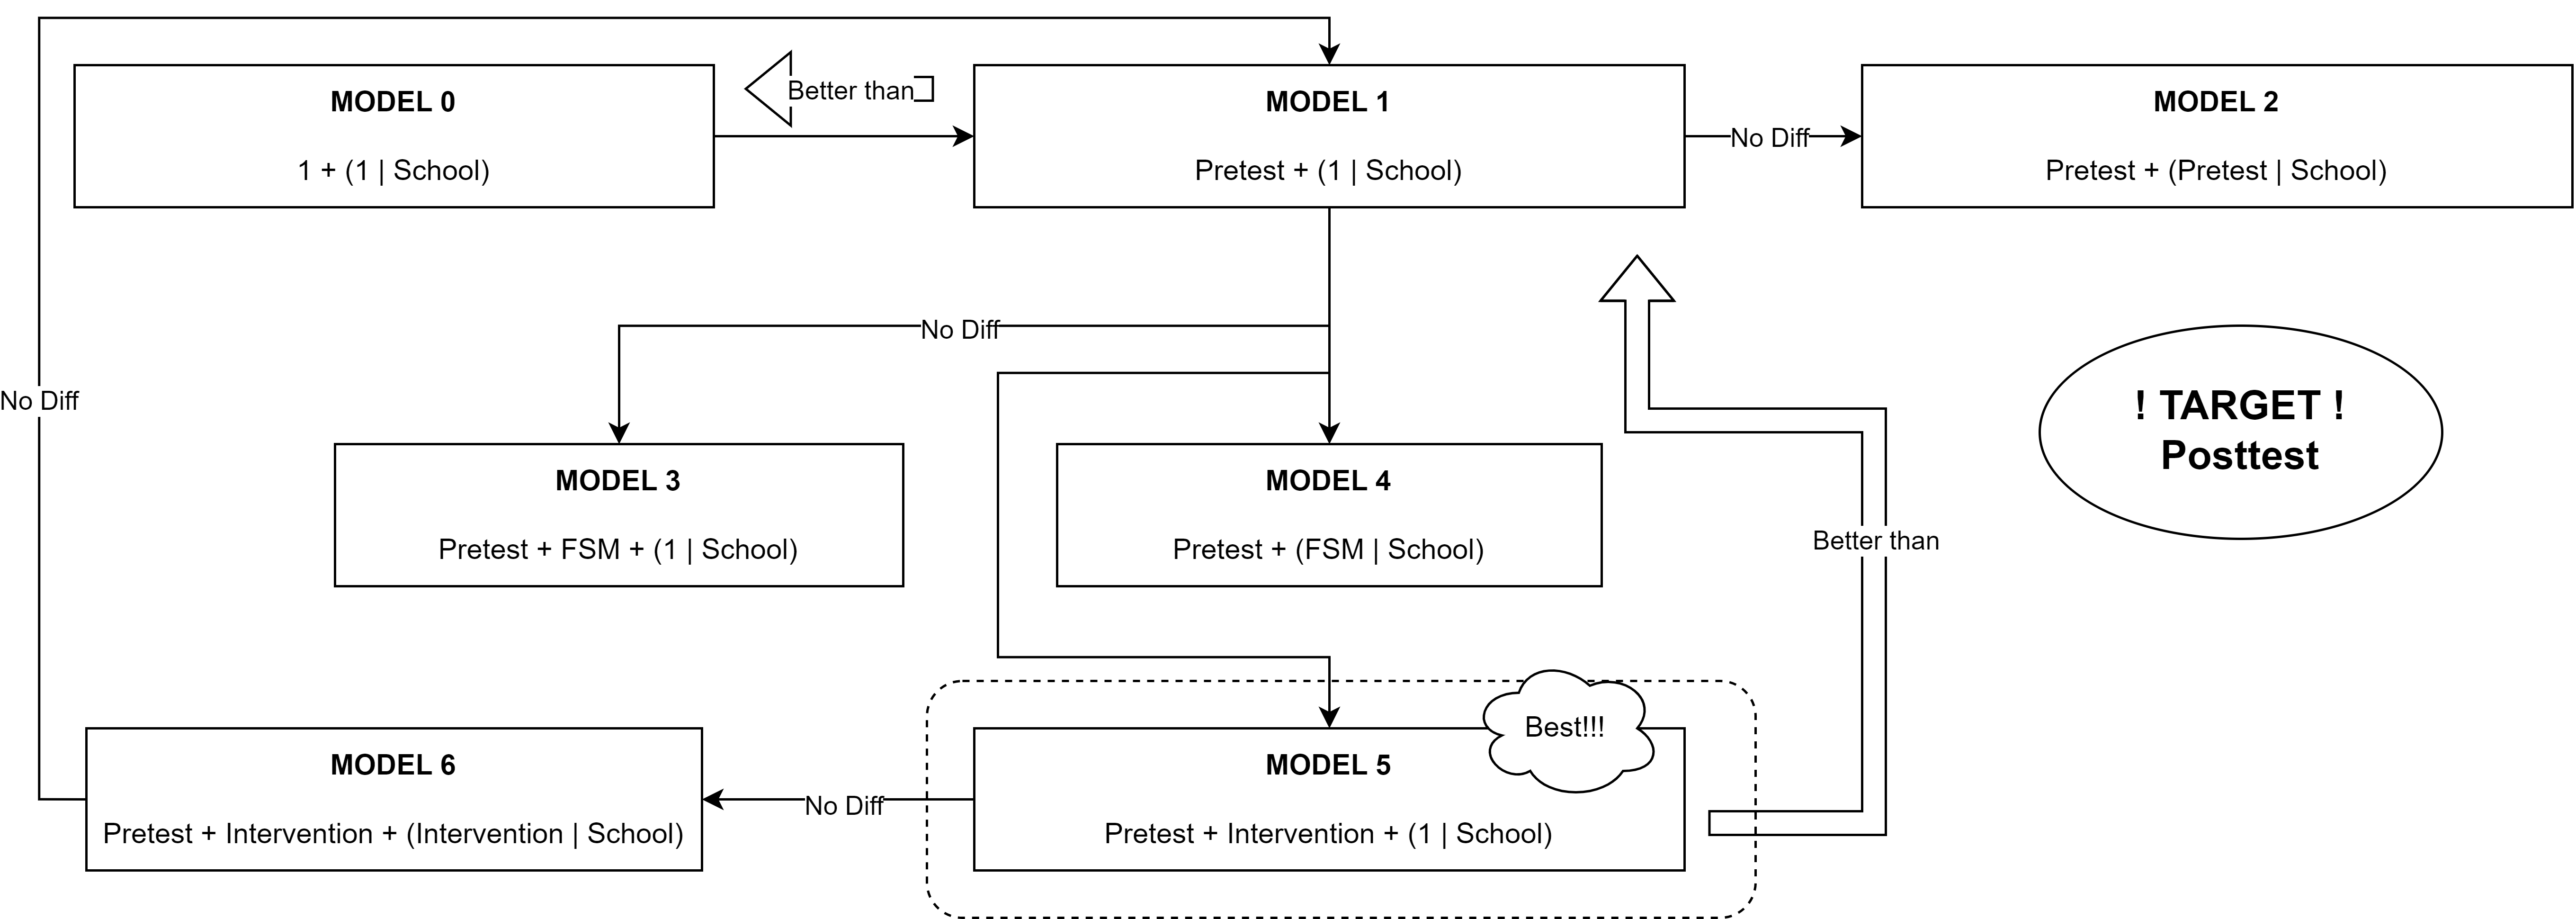 MODEL 0
1 + (1 | School)
Better than
MODEL 1
Pretest + (1 | School)
No Diff
MODEL 2
Pretest + (Pretest | School)
No Diff
No Diff
MODEL 3
Pretest + FSM + (1 | School)
MODEL 4
Pretest + (FSM | School)
! TARGET !
Posttest
Better than
MODEL 6
Pretest + Intervention + (Intervention | School)
No Diff
Best!!!
MODEL 5
Pretest + Intervention + (1 | School)